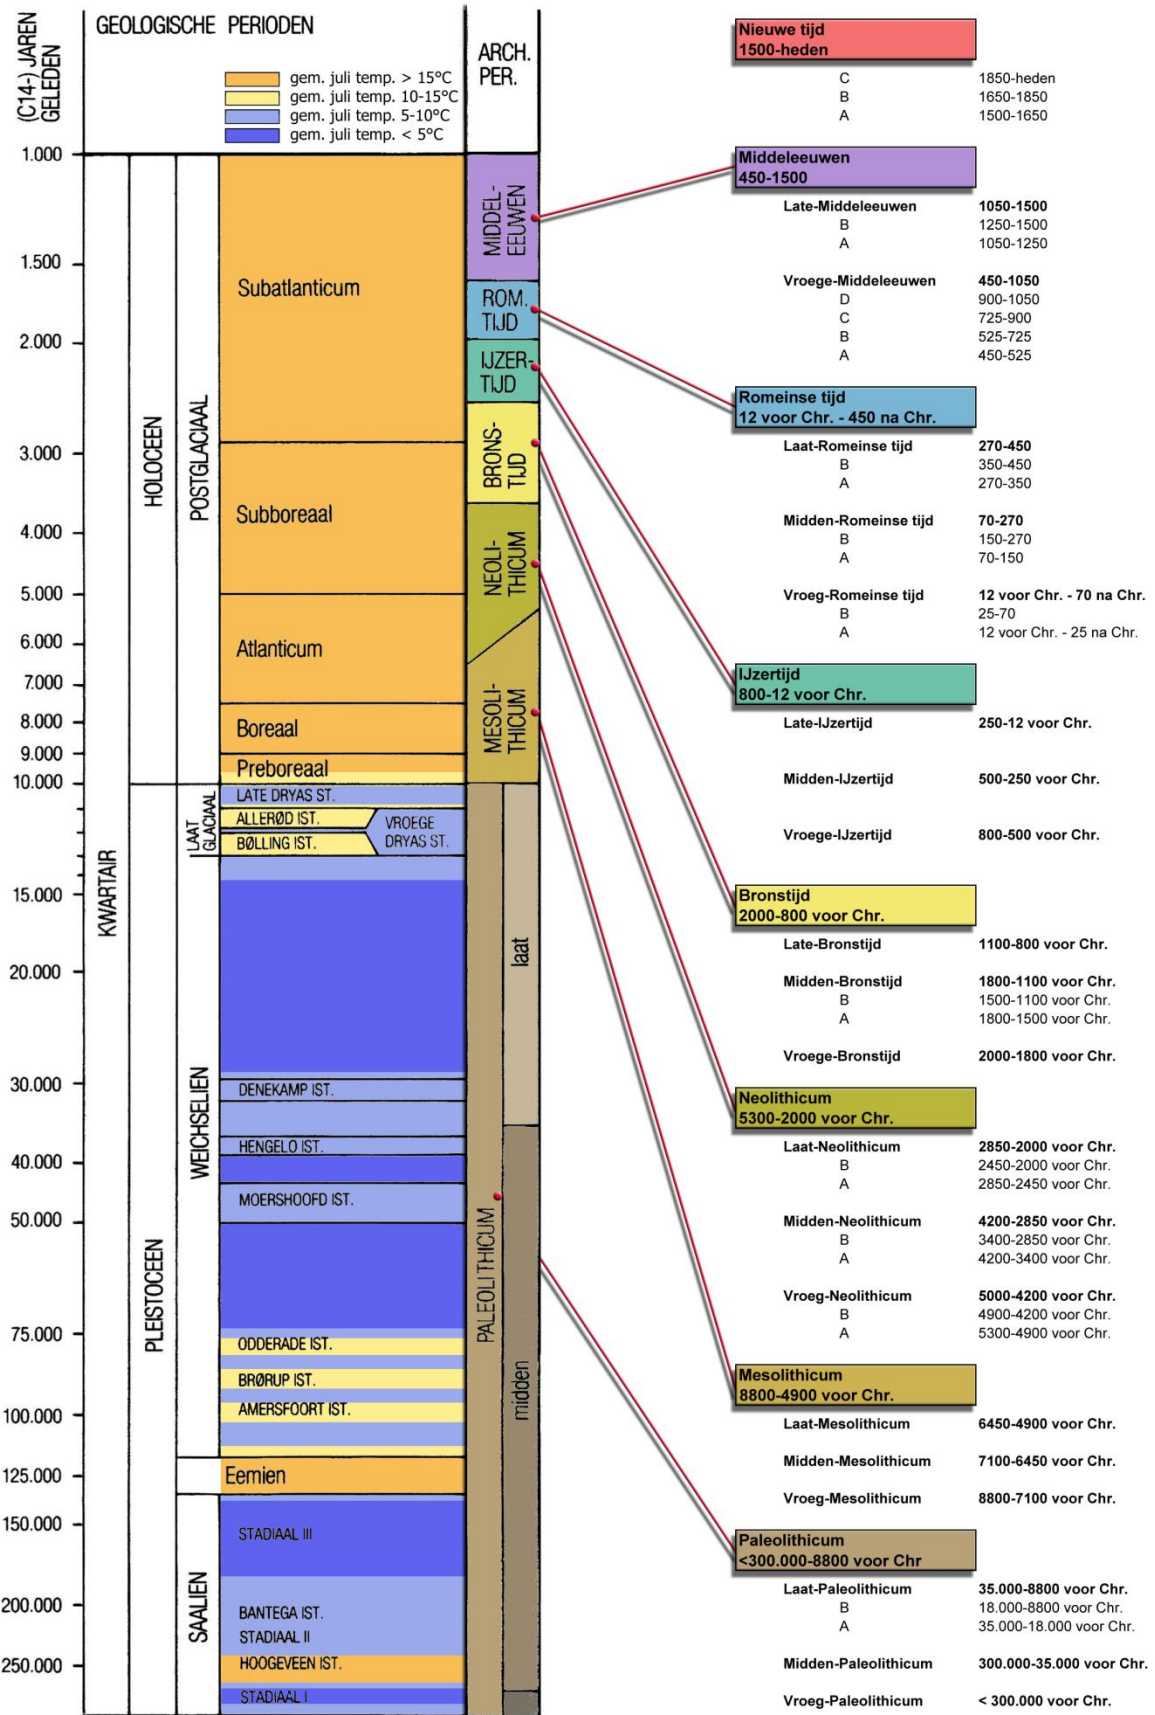 (C14-) JAREN
GELEDEN
GEOLOGISCHE PERIODEN
gem. juli temp. > 15°C
gem. juli temp. 10-15°C
gem. juli temp. 5-10°C
gem. juli temp. < 5°C
ARCH.
PER.
1.000
1.500
2.000
3.000
4.000
5.000
6.000
7.000
8.000
9.000
10.000
15.000
20.000
30.000
40.000
50.000
75.000
100.000
125.000
150.000
200.000
250.000
KWARTAIR
HOLOCEEN
PLEISTOCEEN
POSTGLACIAAL
LAAT
GLACIAAL
WEICHSELIEN
SAALIEN
Subatlanticum
Subboreaal
Atlanticum
Boreaal
Preboreaal
LATE DRYAS ST.
ALLERØD IST.
VROEGE
DRYAS ST.
BØLLING IST.
DENEKAMP IST.
HENGELO IST.
MOERSHOOFD IST.
ODDERADE IST.
BRØRUP IST.
AMERSFOORT IST.
Eemien
STADIAAL III
BANTEGA IST.
STADIAAL II
HOOGEVEEN IST.
STADIAAL I
MIDDEL-
EEUWEN
ROM.
TIJD
IJZER-
TIJD
BRONS-
TIJD
NEOLI-
THICUM
MESOLI-
THICUM
PALEOLITHICUM
laat
midden
Nieuwe tijd
1500-heden
C 1850-heden
B 1650-1850
A 1500-1650
Middeleeuwen
450-1500
Late-Middeleeuwen 1050-1500
B 1250-1500
A 1050-1250
Vroege-Middeleeuwen 450-1050
D 900-1050
C 725-900
B 525-725
A 450-525
Romeinse tijd
12 voor Chr. - 450 na Chr.
Laat-Romeinse tijd 270-450
B 350-450
A 270-350
Midden-Romeinse tijd 70-270
B 150-270
A 70-150
Vroeg-Romeinse tijd 12 voor Chr. - 70 na Chr.
B 25-70
A 12 voor Chr. - 25 na Chr.
IJzertijd
800-12 voor Chr.
Late-IJzertijd 250-12 voor Chr.
Midden-IJzertijd 500-250 voor Chr.
Vroege-IJzertijd 800-500 voor Chr.
Bronstijd
2000-800 voor Chr.
Late-Bronstijd 1100-800 voor Chr.
Midden-Bronstijd 1800-1100 voor Chr.
B 1500-1100 voor Chr.
A 1800-1500 voor Chr.
Vroege-Bronstijd 2000-1800 voor Chr.
Neolithicum
5300-2000 voor Chr.
Laat-Neolithicum 2850-2000 voor Chr.
B 2450-2000 voor Chr.
A 2850-2450 voor Chr.
Midden-Neolithicum 4200-2850 voor Chr.
B 3400-2850 voor Chr.
A 4200-3400 voor Chr.
Vroeg-Neolithicum 5000-4200 voor Chr.
B 4900-4200 voor Chr.
A 5300-4900 voor Chr.
Mesolithicum
8800-4900 voor Chr.
Laat-Mesolithicum 6450-4900 voor Chr.
Midden-Mesolithicum 7100-6450 voor Chr.
Vroeg-Mesolithicum 8800-7100 voor Chr.
Paleolithicum
<300.000-8800 voor Chr
Laat-Paleolithicum 35.000-8800 voor Chr.
B 18.000-8800 voor Chr.
A 35.000-18.000 voor Chr.
Midden-Paleolithicum 300.000-35.000 voor Chr.
Vroeg-Paleolithicum < 300.000 voor Chr.